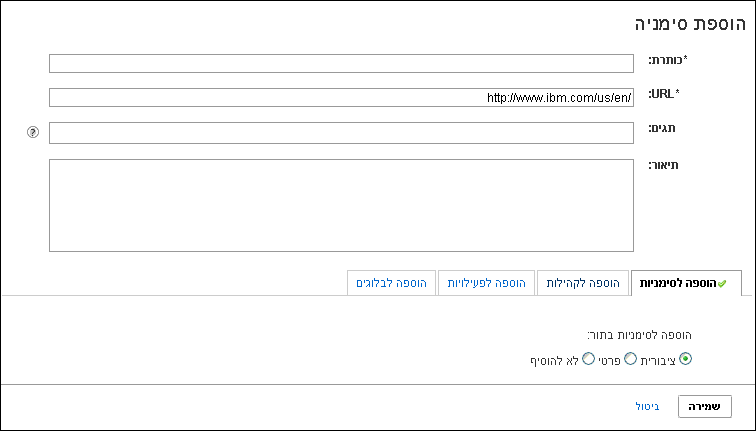 הוספת סימניה
*כותרת:
*URL:
http://www.ibm.com/us/en/
תגים:
?
תיאור:
הוספה לסימניות הוספה לקהילות הוספה לפעילויות הוספה לבלוגים
הוספה לסימניות בתור:
ציבורית פרטי לא להוסיף
שמירה ביטול